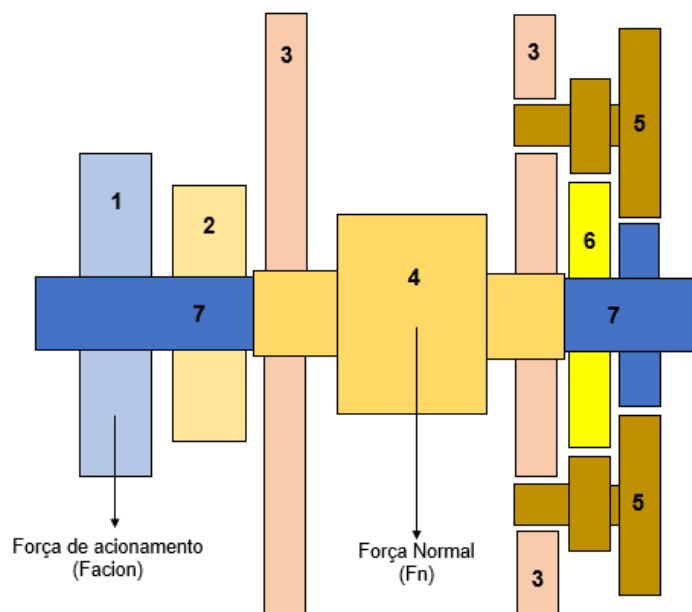 3
3
5
1
2
6
4
7
7
5
Força de acionamento
(Facion)
Força Normal
(Fn)
3